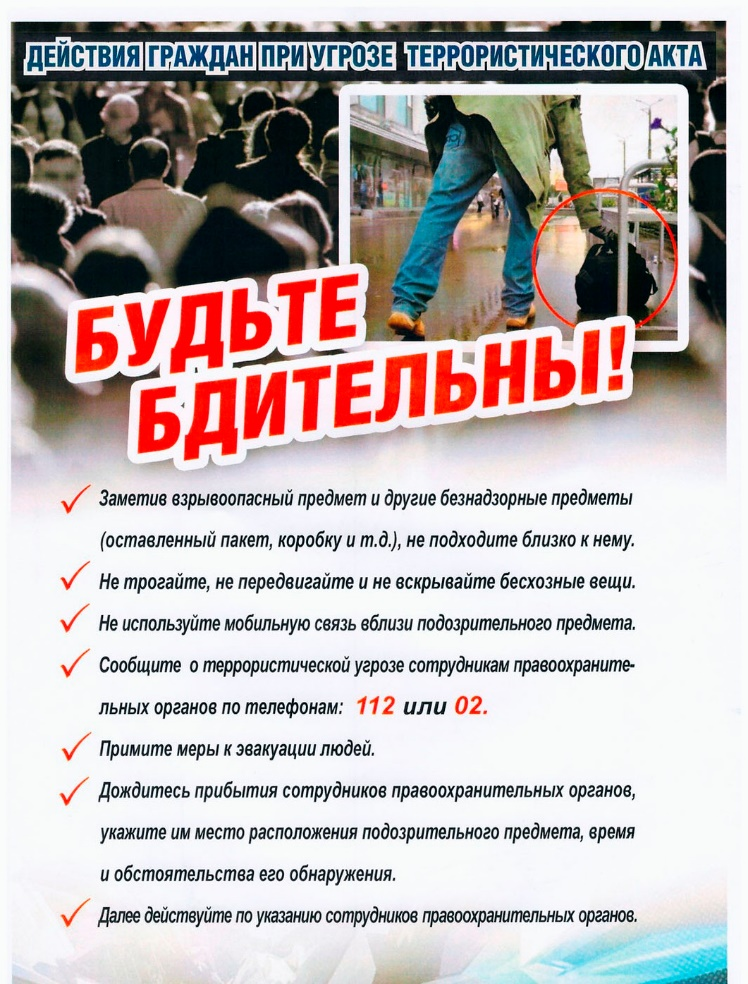 ДЕЙСТВИЯ ГРАЖДАН ПРИ УГРОЗЕ ТЕРРОРИСТИЧЕСКОГО АКТА
БУДЬТЕ
БДИТЕЛЬНЫ!
Заметив взрывоопасный предмет и другие безнадзорные предметы
(оставленный пакет, коробку и т.д.), не подходите близко к нему.
Не трогайте, не передвигайте и не вскрывайте бесхозные вещи.
Не используйте мобильную связь вблизи подозрительного предмета.
Сообщите о террористической угрозе сотрудникам правоохраните-
льных органов по телефонам: 112 или 02.
Примите меры к эвакуации людей.
Дождитесь прибытия сотрудников правоохранительных органов,
укажите им место расположения подозрительного предмета, время
и обстоятельства его обнаружения.
Далее действуйте по указанию сотрудников правоохранительных органов.